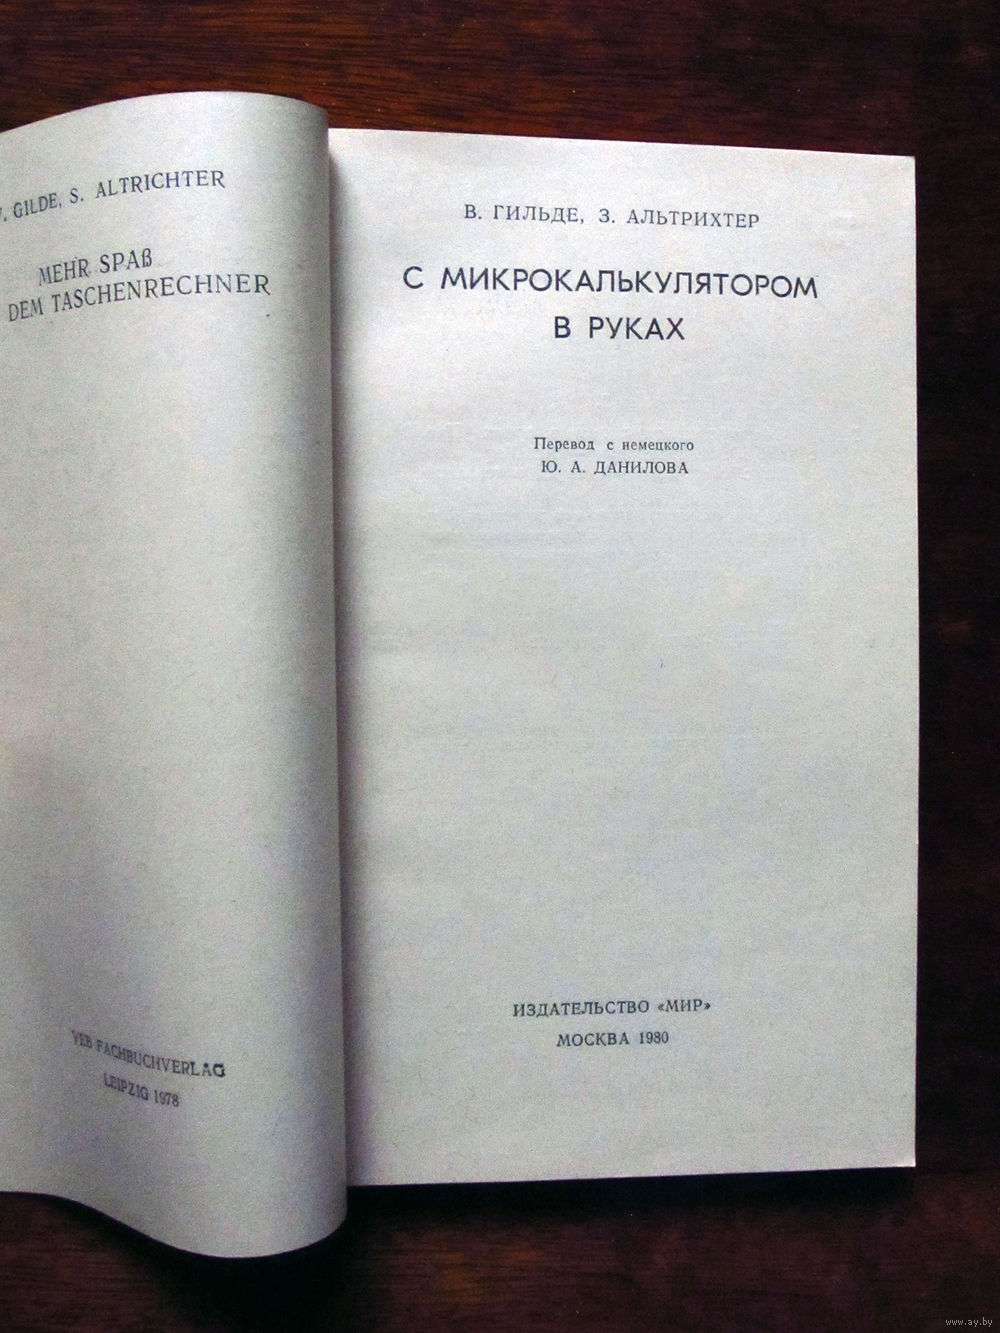 GILDE, S. ALTRICHTER
MEHR SPAß
DEM TASCHENRECHNER
VEB FACHBUCHVERLAG
LEIPZIG 1978
В. ГИЛЬДЕ, З. АЛЬТРИХТЕР
С МИКРОКАЛЬКУЛЯТОРОМ
В РУКАХ
Перевод с немецкого
Ю. А. ДАНИЛОВА
ИЗДАТЕЛЬСТВО «МИР»
МОСКВА 1980
www.ay.by